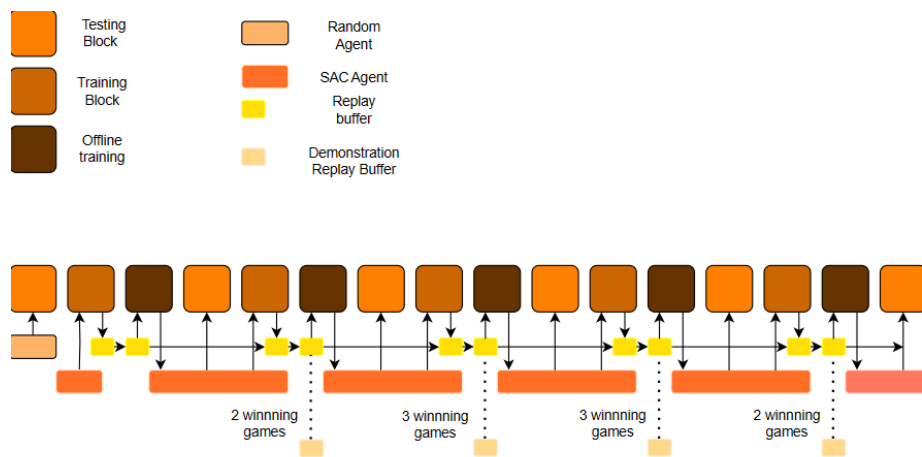 Testing
Block
Random
Agent
Training
Block
SAC Agent
Replay
buffer
Offline
training
Demonstration
Replay Buffer
2 winnning
games
3 winnning
games
3 winnning
games
2 winnning
games